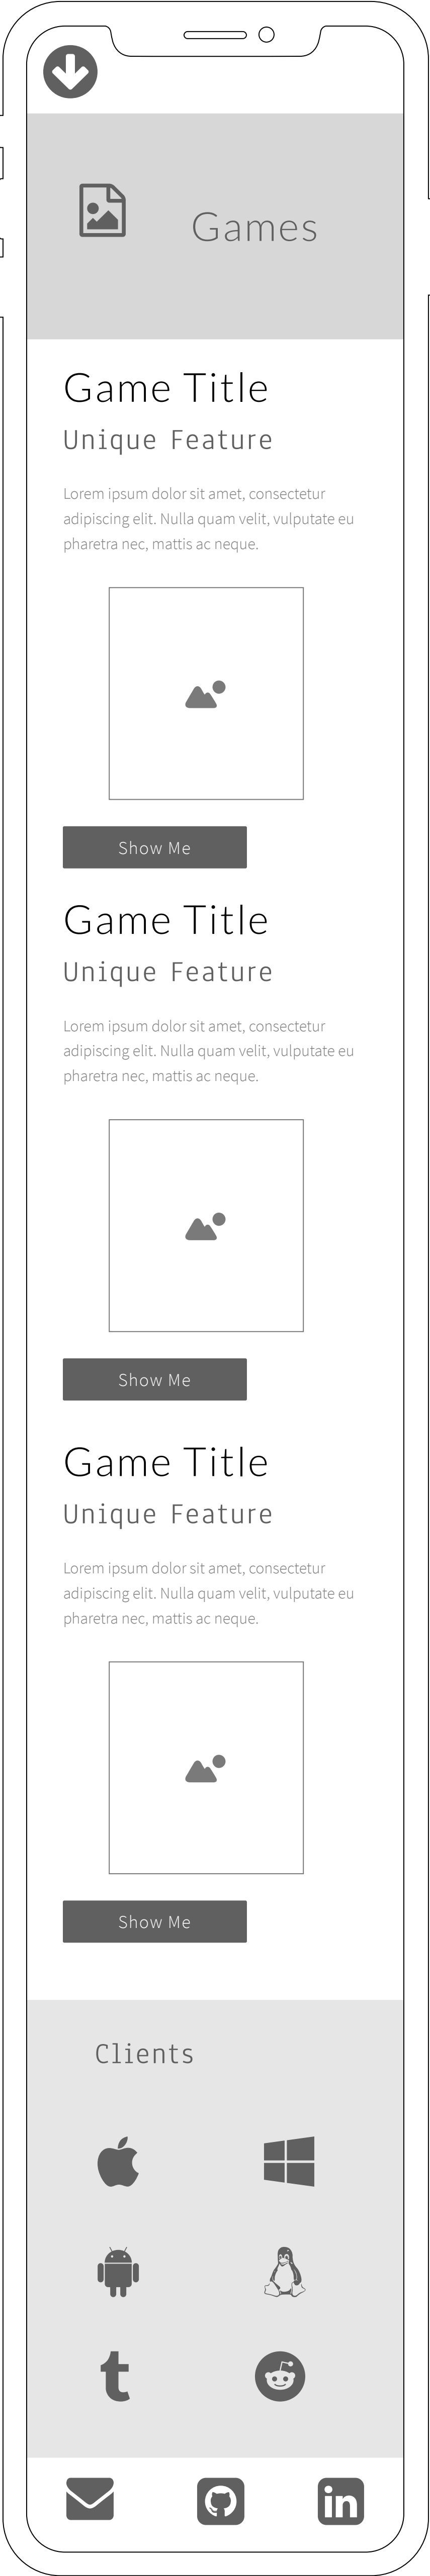 Games
Game Title
Unique Feature
Lorem ipsum dolor sit amet, consectetur
adipiscing elit. Nulla quam velit, vulputate eu
pharetra nec, mattis ac neque.
Show Me
Game Title
Unique Feature
Lorem ipsum dolor sit amet, consectetur
adipiscing elit. Nulla quam velit, vulputate eu
pharetra nec, mattis ac neque.
Show Me
Game Title
Unique Feature
Lorem ipsum dolor sit amet, consectetur
adipiscing elit. Nulla quam velit, vulputate eu
pharetra nec, mattis ac neque.
Show Me
Clients
t
in